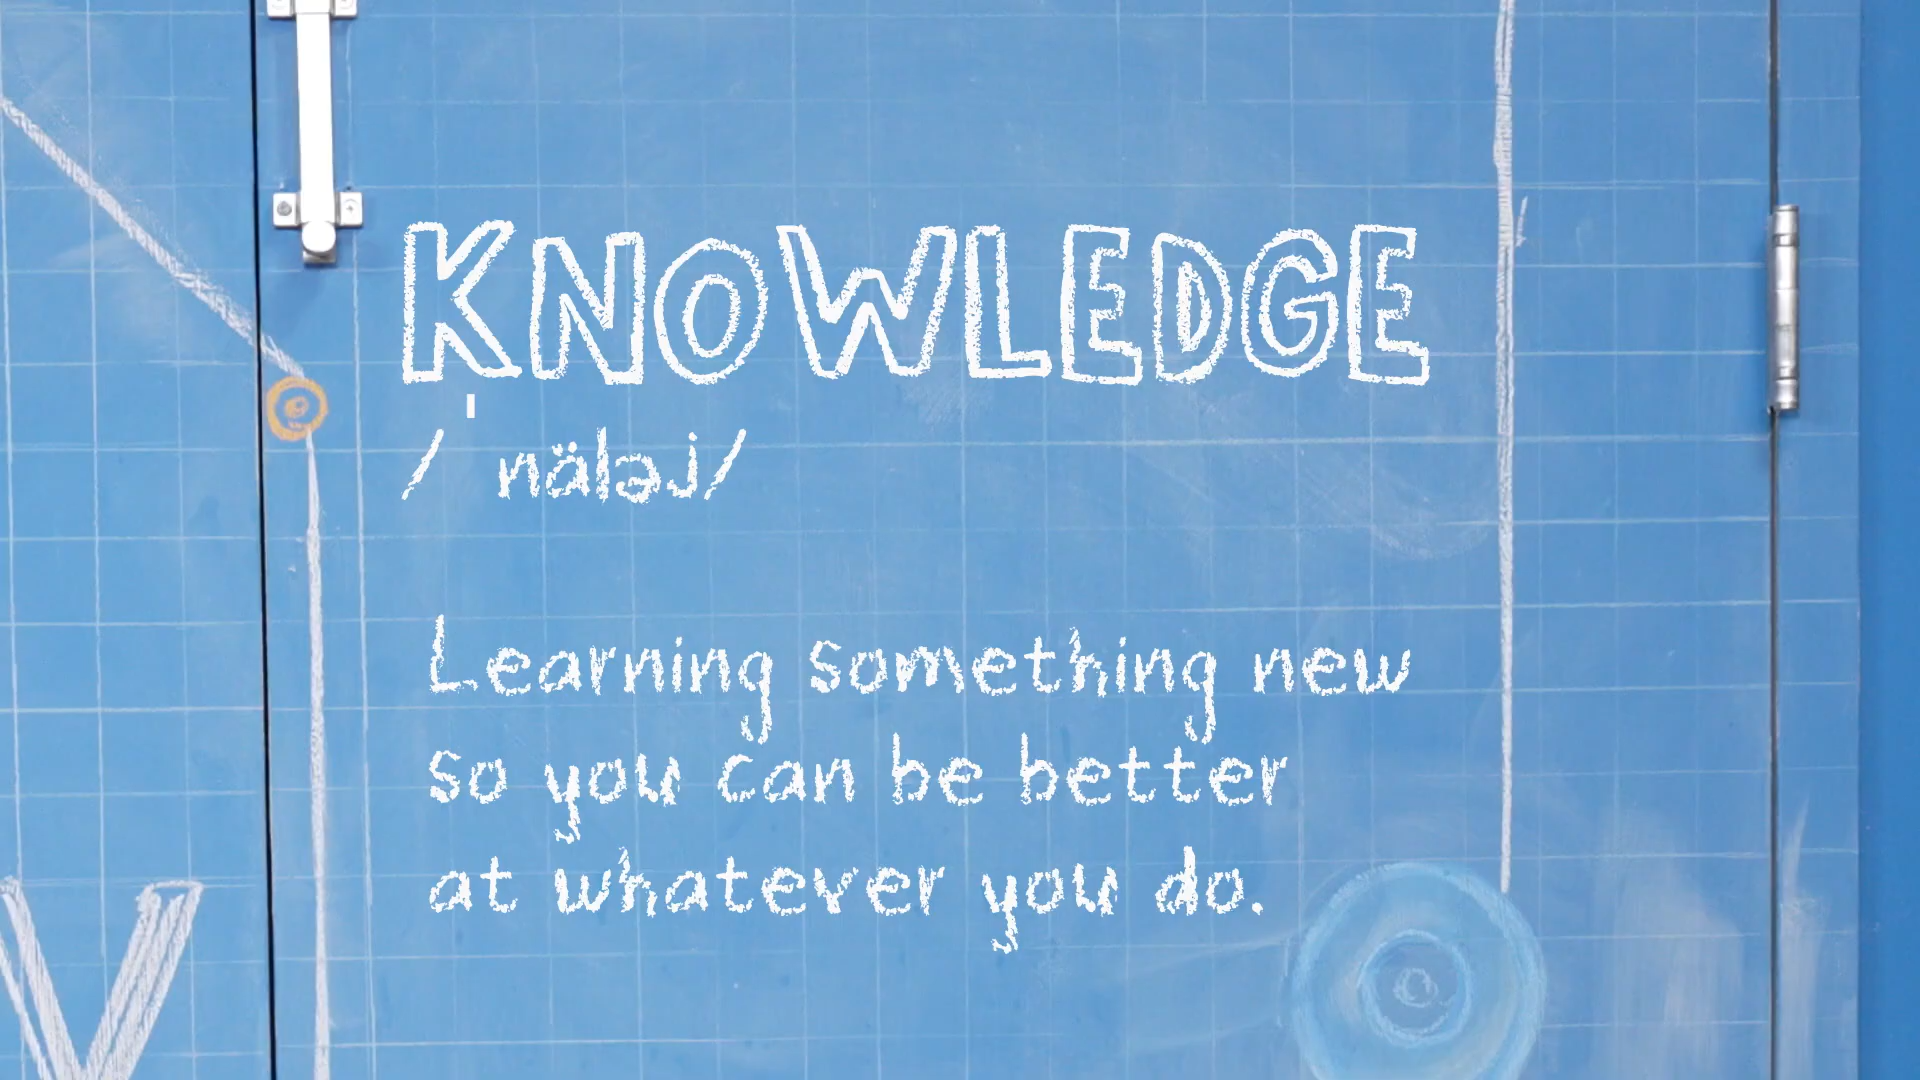 KNOWLEDGE
/ˈnäləj/
Learning something new
so you can be better
at whatever you do.